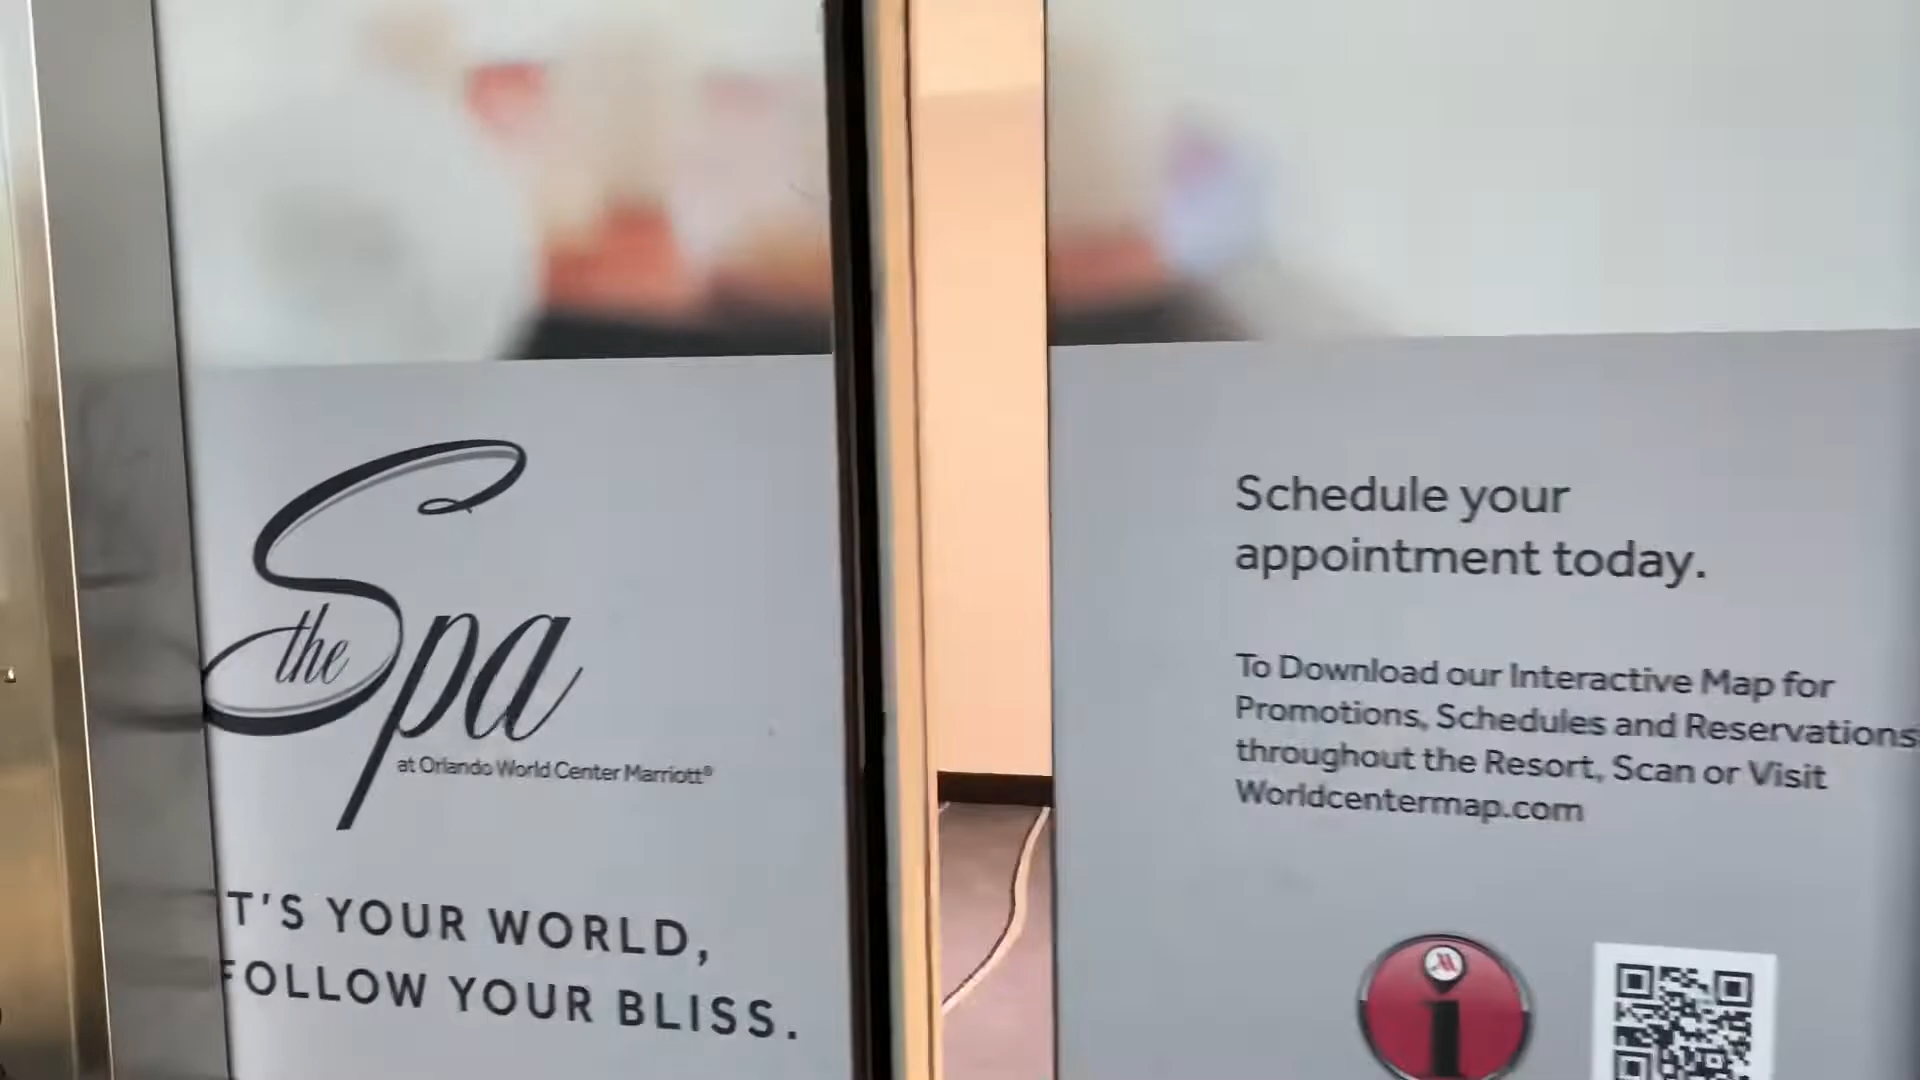 the Spa
at Orlando World Center Marriott®
T'S YOUR WORLD,
FOLLOW YOUR BLISS.
Schedule your
appointment today.
To Download our Interactive Map for
Promotions, Schedules and Reservations
throughout the Resort, Scan or Visit
Worldcentermap.com
i